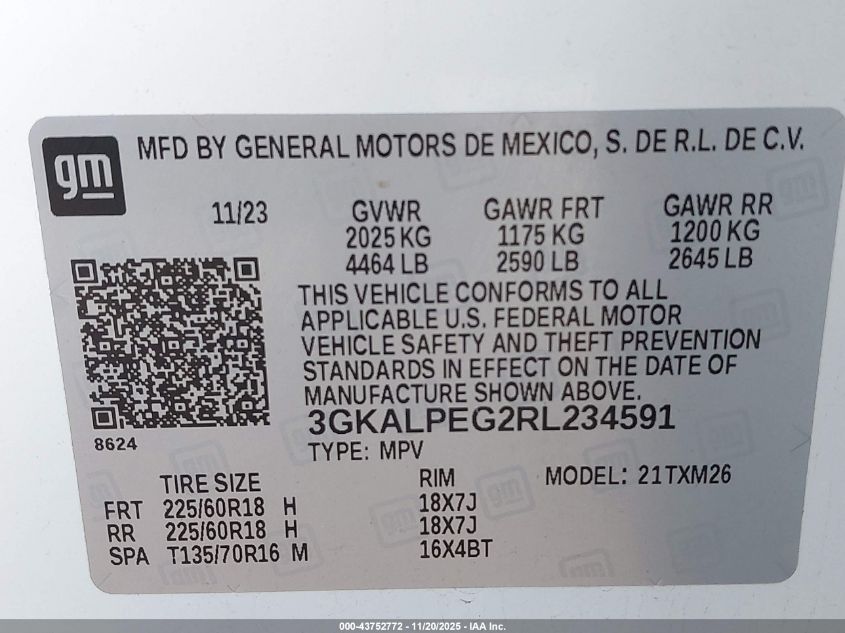 gm
MFD BY GENERAL MOTORS DE MEXICO, S. DE R.L. DE C.V.
11/23 GVWR GAWR FRT GAWR RR
2025 KG 1175 KG 1200 KG
4464 LB 2590 LB 2645 LB
THIS VEHICLE CONFORMS TO ALL
APPLICABLE U.S. FEDERAL MOTOR
VEHICLE SAFETY AND THEFT PREVENTION
STANDARDS IN EFFECT ON THE DATE OF
MANUFACTURE SHOWN ABOVE.
3GKALPEG2RL234591
8624
TYPE: MPV
TIRE SIZE RIM MODEL: 21TXM26
FRT 225/60R18 H 18X7J
RR 225/60R18 H 18X7J
SPA T135/70R16 M 16X4BT
000-43752772 - 11/20/2025 - IAA Inc.